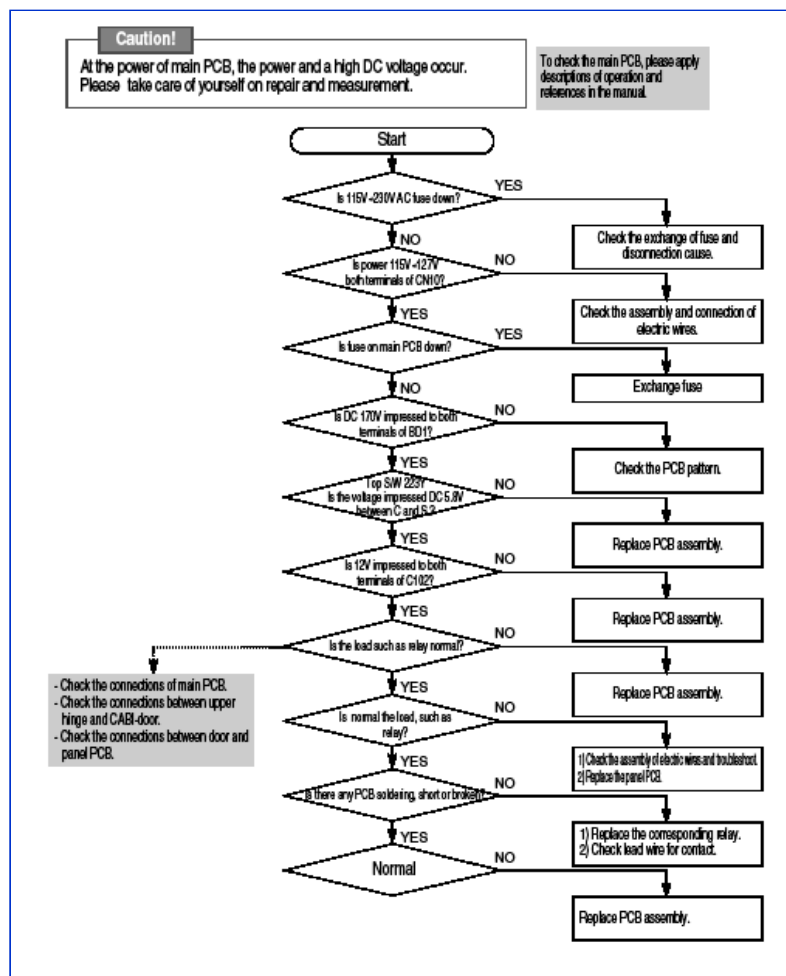 Caution!
At the power of main PCB, the power and a high DC voltage occur.
Please take care of yourself on repair and measurement.
To check the main PCB, please apply
descriptions of operation and
references in the manual.
Start
Is 115V~230V AC fuse down?
YES
Check the exchange of fuse and
disconnection cause.
NO
Is power 115V~127V
both terminals of CN10?
NO
Check the assembly and connection of
electric wires.
YES
Is fuse on main PCB down?
YES
Exchange fuse
NO
Is DC 170V impressed to both
terminals of BD1?
NO
Check the PCB pattern.
YES
Top S/W 223Y
Is the voltage impressed DC 5.8V
between C and S ?
NO
Replace PCB assembly.
YES
Is 12V impressed to both
terminals of C102?
NO
Replace PCB assembly.
YES
Is the load such as relay normal?
NO
Replace PCB assembly.
- Check the connections of main PCB.
- Check the connections between upper
hinge and CABI-door.
- Check the connections between door and
panel PCB.
YES
Is normal the load, such as
relay?
NO
1) Check the assembly of electric wires and troubleshoot.
2) Replace the panel PCB.
YES
Is there any PCB soldering, short or broken?
NO
1) Replace the corresponding relay.
2) Check lead wire for contact.
YES
Normal
NO
Replace PCB assembly.